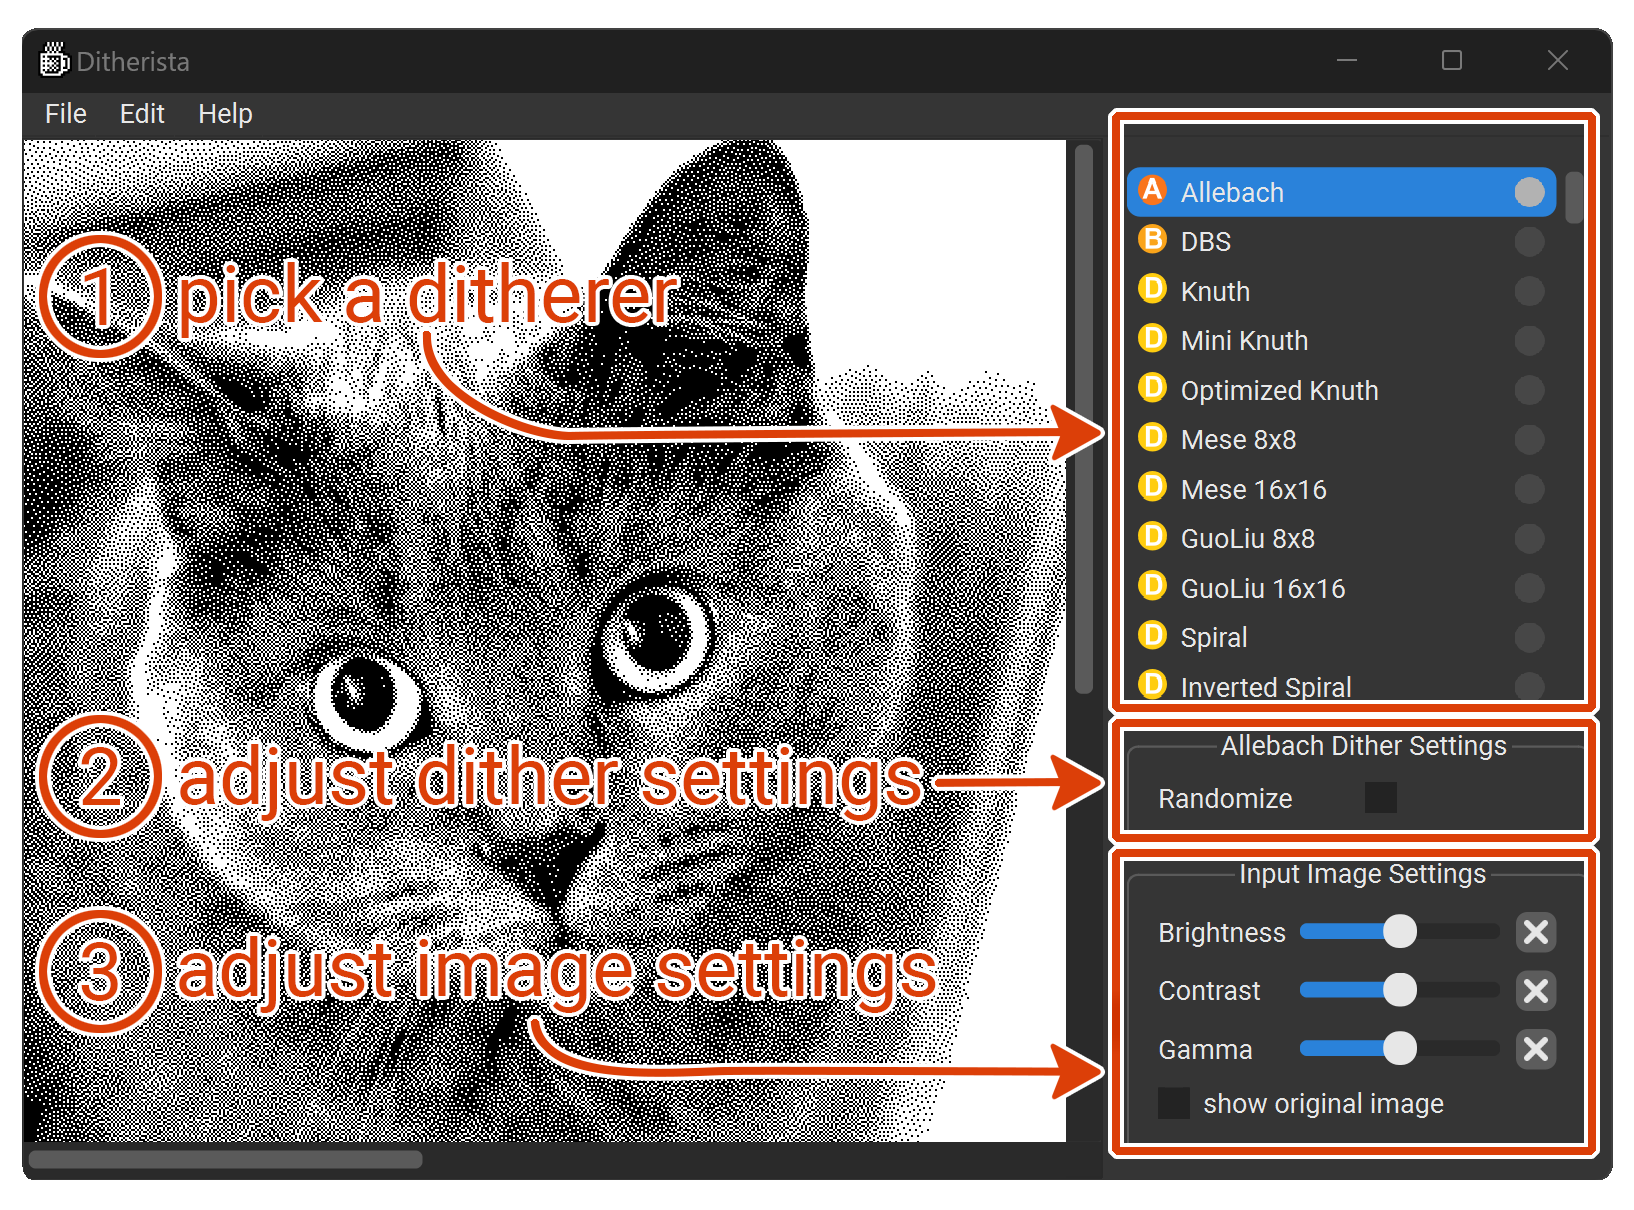 Ditherista
File Edit Help
A Allebach
B DBS
D Knuth
D Mini Knuth
D Optimized Knuth
D Mese 8x8
D Mese 16x16
D GuoLiu 8x8
D GuoLiu 16x16
D Spiral
D Inverted Spiral
1 pick a ditherer
2 adjust dither settings
Allebach Dither Settings
Randomize
3 adjust image settings
Input Image Settings
Brightness
Contrast
Gamma
show original image